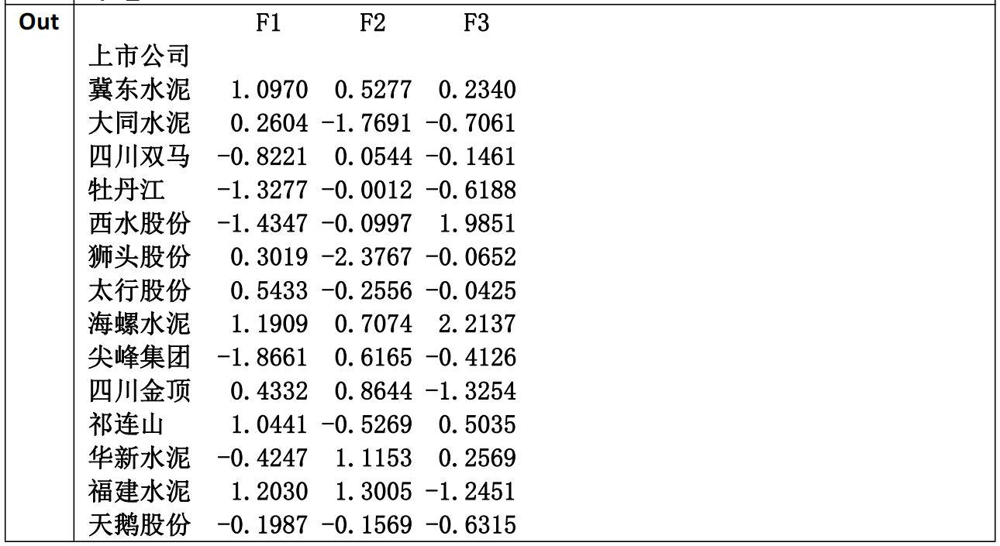 Out F1 F2 F3
上市公司
冀东水泥 1.0970 0.5277 0.2340
大同水泥 0.2604 -1.7691 -0.7061
四川双马 -0.8221 0.0544 -0.1461
牡丹江 -1.3277 -0.0012 -0.6188
西水股份 -1.4347 -0.0997 1.9851
狮头股份 0.3019 -2.3767 -0.0652
太行股份 0.5433 -0.2556 -0.0425
海螺水泥 1.1909 0.7074 2.2137
尖峰集团 -1.8661 0.6165 -0.4126
四川金顶 0.4332 0.8644 -1.3254
祁连山 1.0441 -0.5269 0.5035
华新水泥 -0.4247 1.1153 0.2569
福建水泥 1.2030 1.3005 -1.2451
天鹅股份 -0.1987 -0.1569 -0.6315